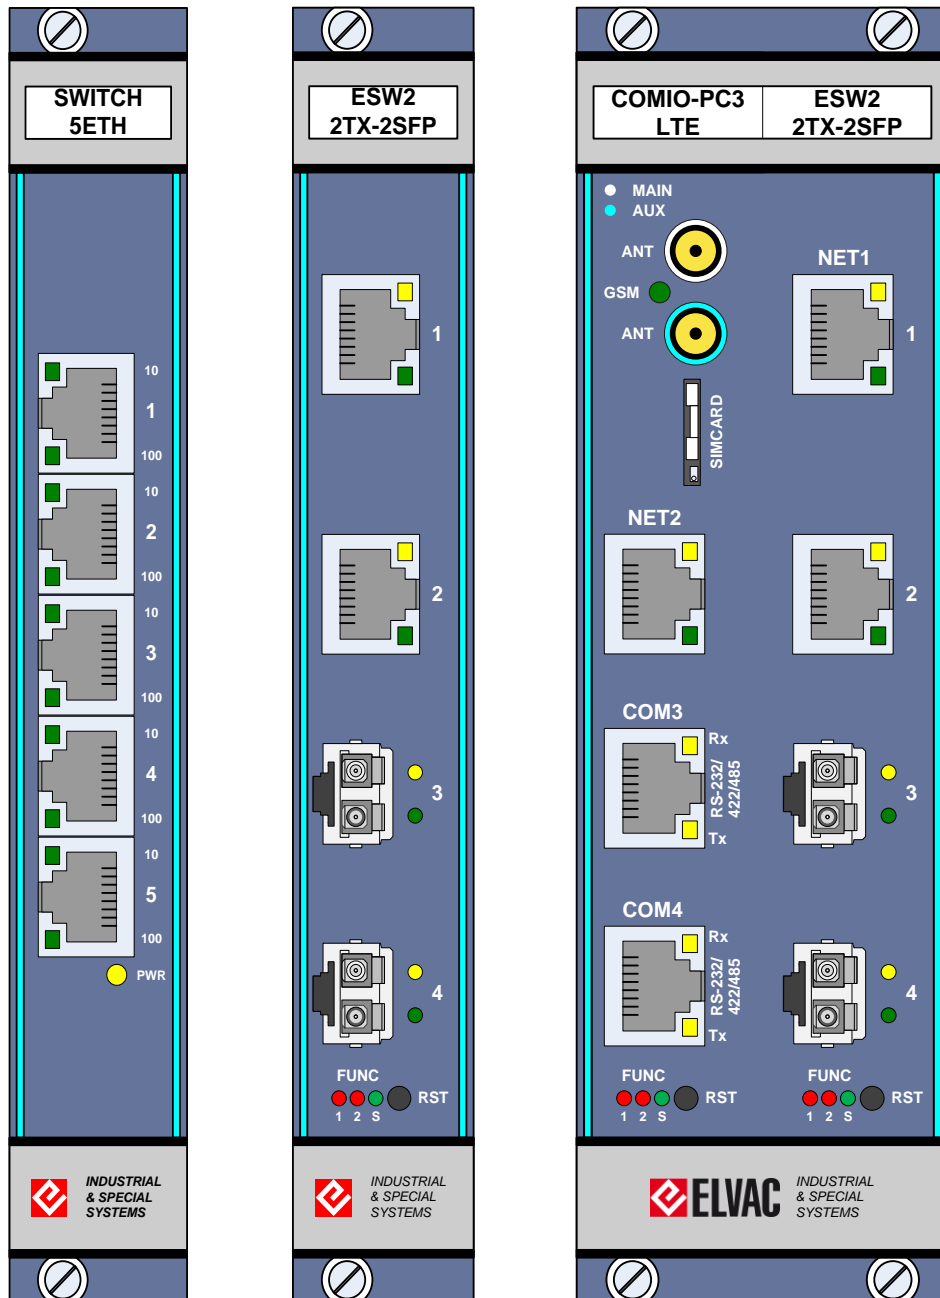 SWITCH
5ETH
10
1
100
10
2
100
10
3
100
10
4
100
10
5
100
PWR
INDUSTRIAL
& SPECIAL
SYSTEMS
ESW2
2TX-2SFP
1
2
3
4
FUNC
RST
1 2 S
INDUSTRIAL
& SPECIAL
SYSTEMS
COMIO-PC3
LTE
MAIN
AUX
ANT
GSM
ANT
SIMCARD
NET2
COM3
Rx
RS-232/
422/485
Tx
COM4
Rx
RS-232/
422/485
Tx
FUNC
RST
1 2 S
ESW2
2TX-2SFP
NET1
1
2
3
4
FUNC
RST
1 2 S
ELVAC
INDUSTRIAL
& SPECIAL
SYSTEMS